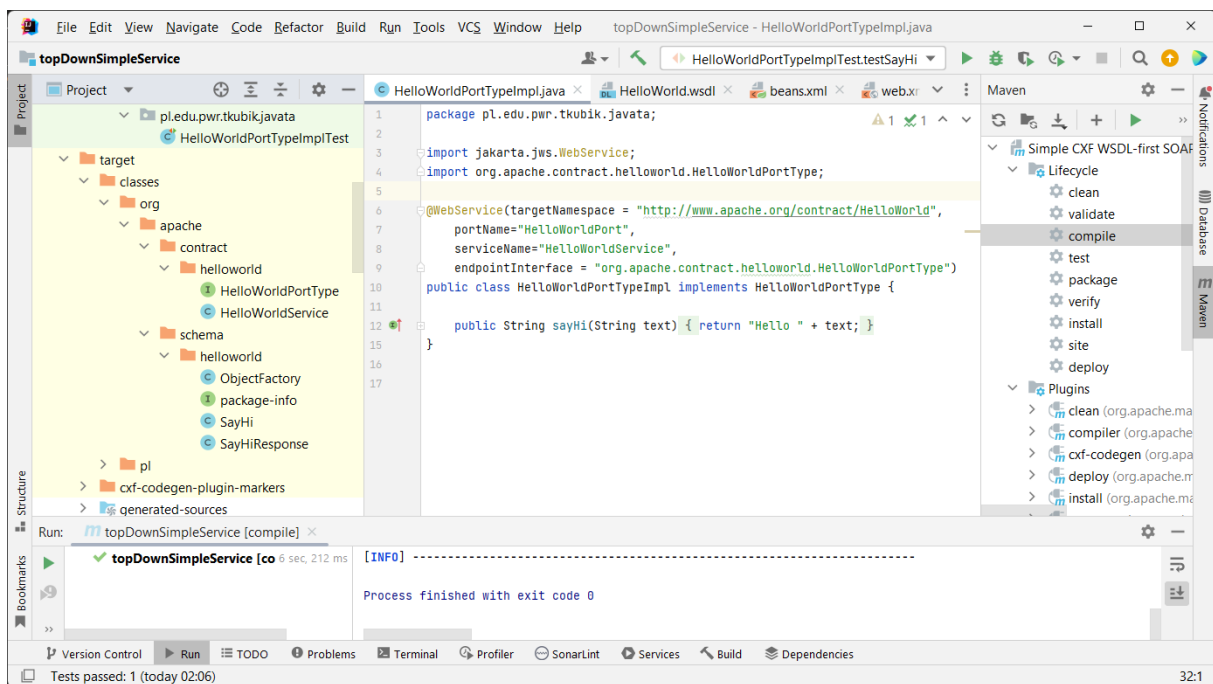 File Edit View Navigate Code Refactor Build Run Tools VCS Window Help topDownSimpleService - HelloWorldPortTypeImpl.java
topDownSimpleService
HelloWorldPortTypeImplTest.testSayHi
Project
Project
pl.edu.pwr.tkubik.javata
HelloWorldPortTypeImplTest
target
classes
org
apache
contract
helloworld
HelloWorldPortType
HelloWorldService
schema
helloworld
ObjectFactory
package-info
SayHi
SayHiResponse
pl
cxf-codegen-plugin-markers
generated-sources
Structure
Bookmarks
HelloWorldPortTypeImpl.java HelloWorld.wsdl beans.xml web.xr
1 package pl.edu.pwr.tkubik.javata; 1 1
2
3 import jakarta.jws.WebService;
4 import org.apache.contract.helloworld.HelloWorldPortType;
5
6 @WebService(targetNamespace = "http://www.apache.org/contract/HelloWorld",
7 portName="HelloWorldPort",
8 serviceName="HelloWorldService",
9 endpointInterface = "org.apache.contract.helloworld.HelloWorldPortType")
10 public class HelloWorldPortTypeImpl implements HelloWorldPortType {
11
12 public String sayHi(String text) { return "Hello " + text; }
15 }
16
17
Maven
Simple CXF WSDL-first SOAP
Lifecycle
clean
validate
compile
test
package
verify
install
site
deploy
Plugins
clean (org.apache.ma
compiler (org.apache
cxf-codegen (org.apa
deploy (org.apache.m
install (org.apache.ma
Notifications
Database
m Maven
Run: topDownSimpleService [compile]
topDownSimpleService [co 6 sec, 212 ms
[INFO] ------------------------------------------------------------------------
Process finished with exit code 0
Version Control Run TODO Problems Terminal Profiler SonarLint Services Build Dependencies
Tests passed: 1 (today 02:06) 32:1